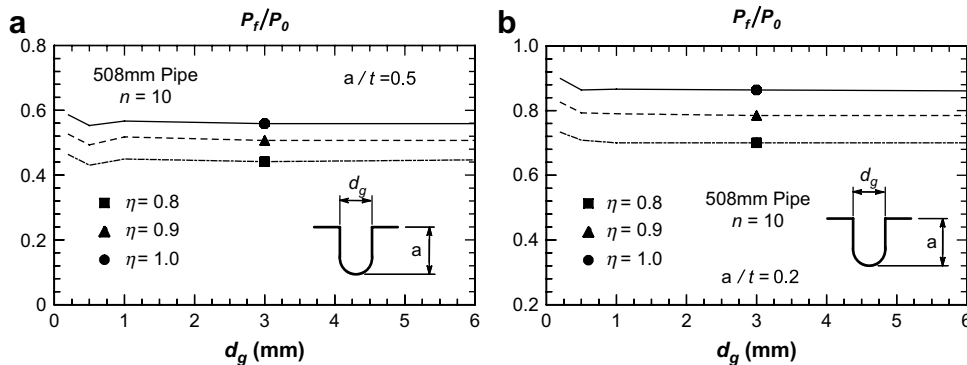 a
P_f/P_0
0.8
0.6
0.4
0.2
0
508mm Pipe
n = 10
a / t =0.5
η = 0.8
η = 0.9
η = 1.0
d_g
a
0 1 2 3 4 5 6
d_g (mm)
b
P_f/P_0
1.0
0.8
0.6
0.4
0.2
η = 0.8
η = 0.9
η = 1.0
508mm Pipe
n = 10
a / t = 0.2
d_g
a
0 1 2 3 4 5 6
d_g (mm)